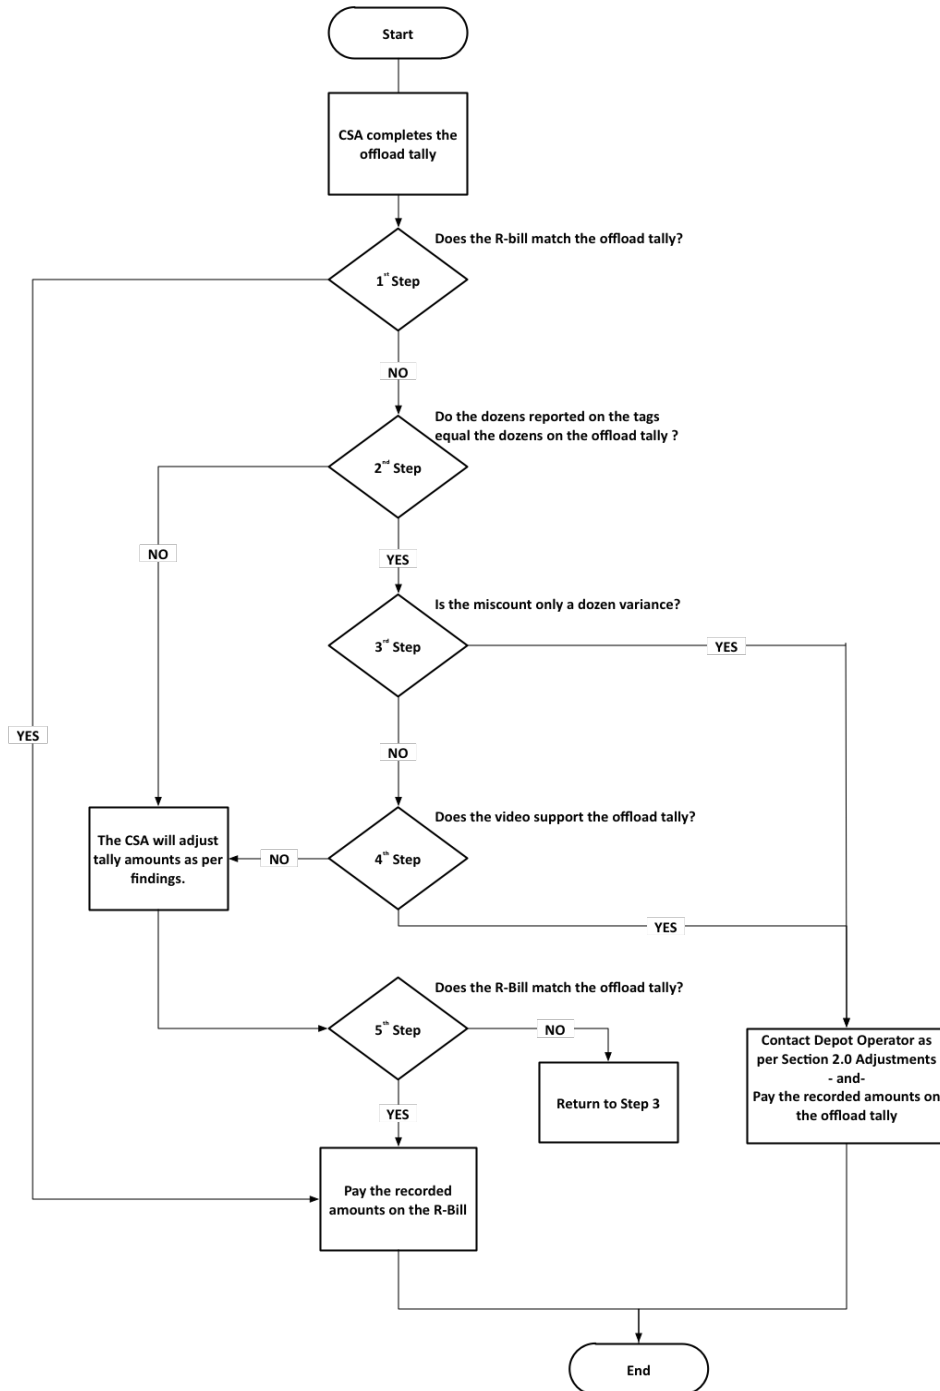 Start
CSA completes the
offload tally
Does the R-bill match the offload tally?
1st Step
NO
Do the dozens reported on the tags
equal the dozens on the offload tally ?
2nd Step
NO
YES
Is the miscount only a dozen variance?
3rd Step
YES
YES
NO
Does the video support the offload tally?
The CSA will adjust
tally amounts as per
findings.
NO
4th Step
YES
Does the R-Bill match the offload tally?
5th Step
NO
Contact Depot Operator as
per Section 2.0 Adjustments
- and-
Pay the recorded amounts on
the offload tally
Return to Step 3
YES
Pay the recorded
amounts on the R-Bill
End